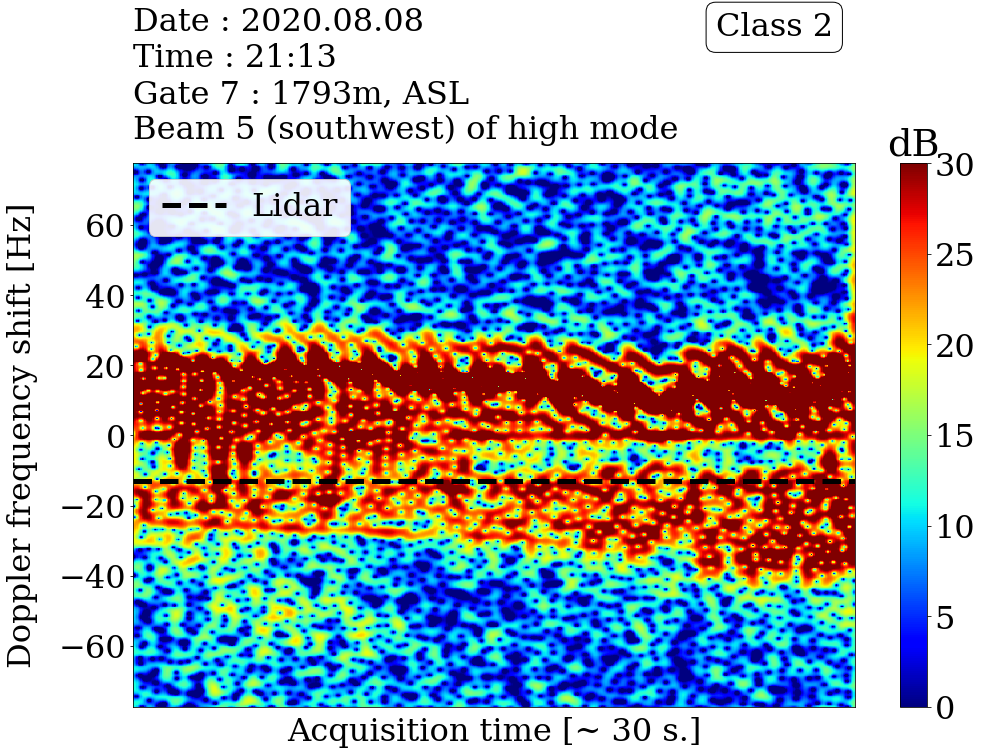 Date : 2020.08.08
Time : 21:13
Gate 7 : 1793m, ASL
Beam 5 (southwest) of high mode
Class 2
dB
Lidar
Doppler frequency shift [Hz]
60
40
20
0
−20
−40
−60
30
25
20
15
10
5
0
Acquisition time [~ 30 s.]